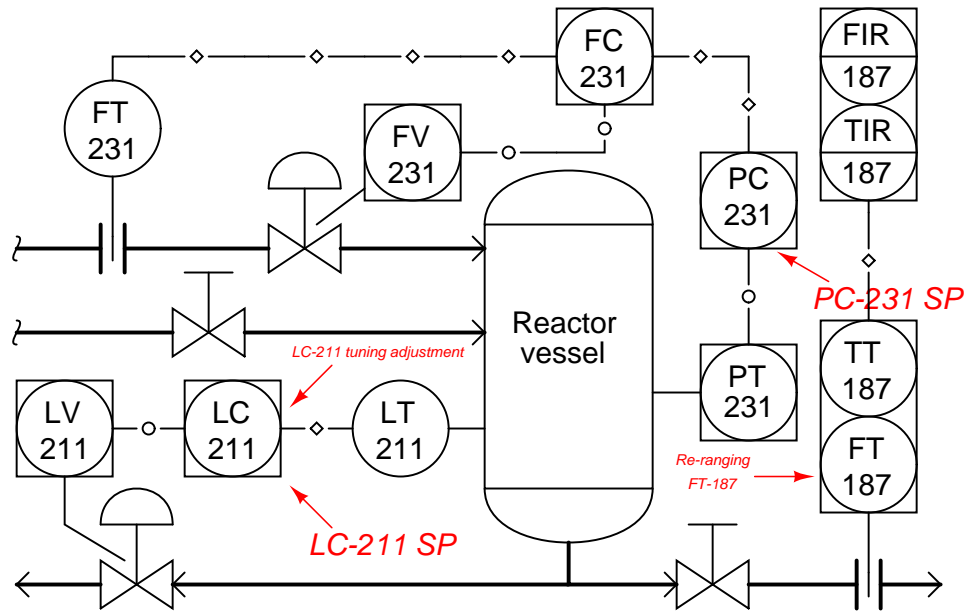 FC
231
FIR
187
FT
231
FV
231
TIR
187
PC
231
PC-231 SP
Reactor
vessel
LC-211 tuning adjustment
TT
187
PT
231
LV
211
LC
211
LT
211
FT
187
Re-ranging
FT-187
LC-211 SP